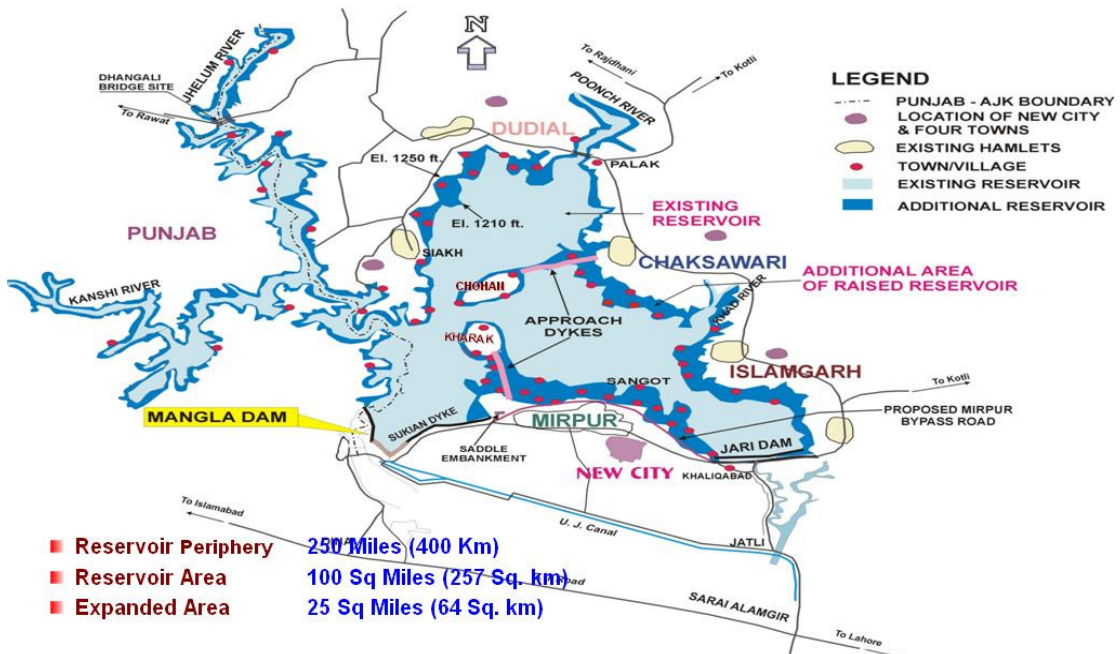 N
JHELUM RIVER
DHANGALI
BRIDGE SITE
To Rawat
To Rajdhani
To Kotli
POONCH RIVER
DUDIAL
PALAK
El. 1250 ft.
El. 1210 ft.
EXISTING
RESERVOIR
LEGEND
PUNJAB - AJK BOUNDARY
LOCATION OF NEW CITY
& FOUR TOWNS
EXISTING HAMLETS
TOWN/VILLAGE
EXISTING RESERVOIR
ADDITIONAL RESERVOIR
PUNJAB
SIAKH
CHAKSAWARI
KANSHI RIVER
CHOHAN
ADDITIONAL AREA
OF RAISED RESERVOIR
KHAD RIVER
APPROACH
DYKES
KHARAK
ISLAMGARH
SANGOT
To Kotli
MANGLA DAM
SUKIAN DYKE
MIRPUR
PROPOSED MIRPUR
BYPASS ROAD
SADDLE
EMBANKMENT
JARI DAM
NEW CITY
KHALIQABAD
To Islamabad
U. J. Canal
JATLI
Road
SARAI ALAMGIR
To Lahore
Reservoir Periphery 250 Miles (400 Km)
Reservoir Area 100 Sq Miles (257 Sq. km)
Expanded Area 25 Sq Miles (64 Sq. km)